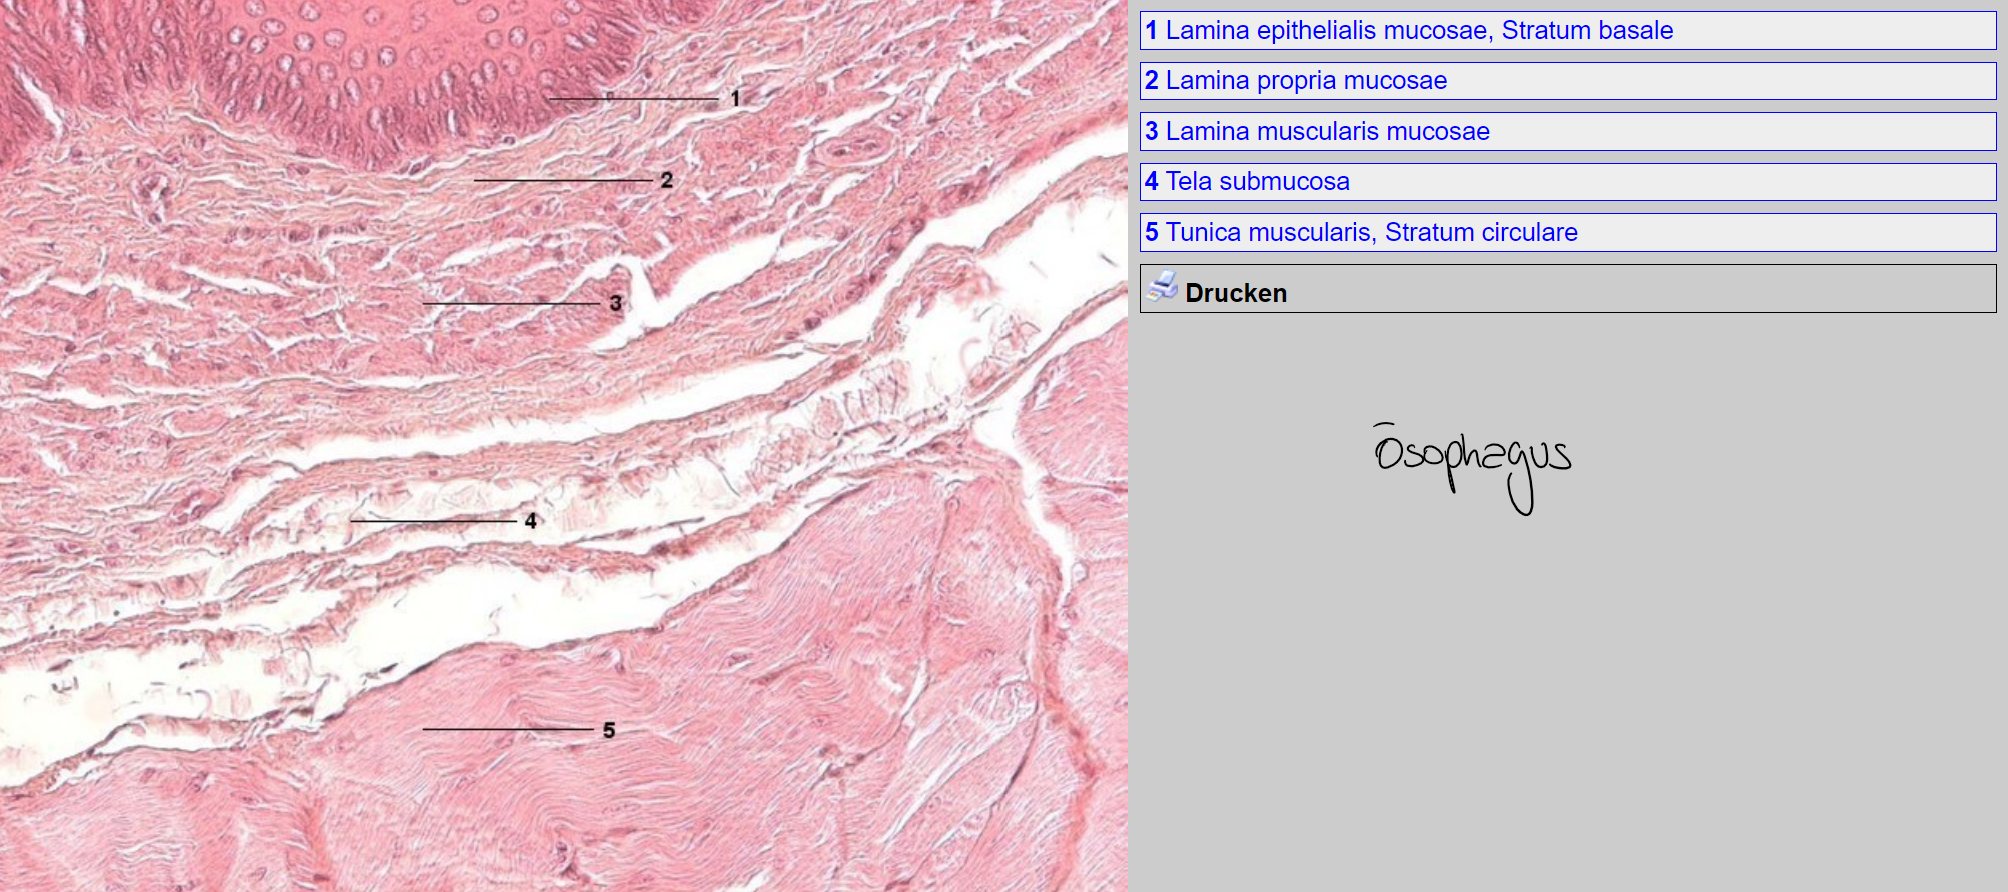 1
2
3
4
5
1 Lamina epithelialis mucosae, Stratum basale
2 Lamina propria mucosae
3 Lamina muscularis mucosae
4 Tela submucosa
5 Tunica muscularis, Stratum circulare
Drucken
Ösophagus